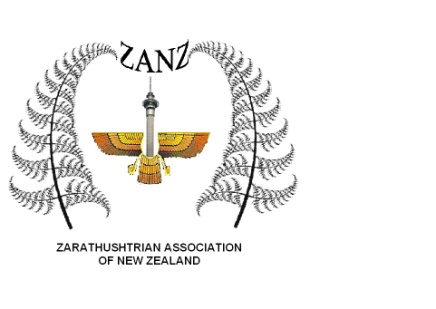 ZANZ
ZARATHUSHTRIAN ASSOCIATION
OF NEW ZEALAND